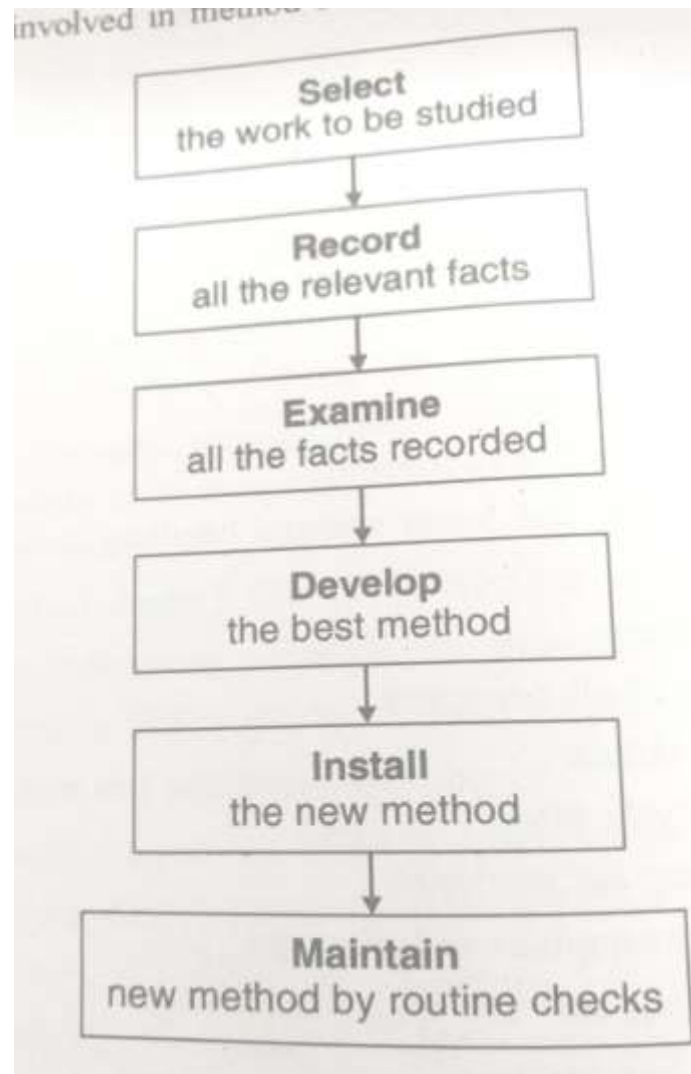 involved in method
Select
the work to be studied
Record
all the relevant facts
Examine
all the facts recorded
Develop
the best method
Install
the new method
Maintain
new method by routine checks